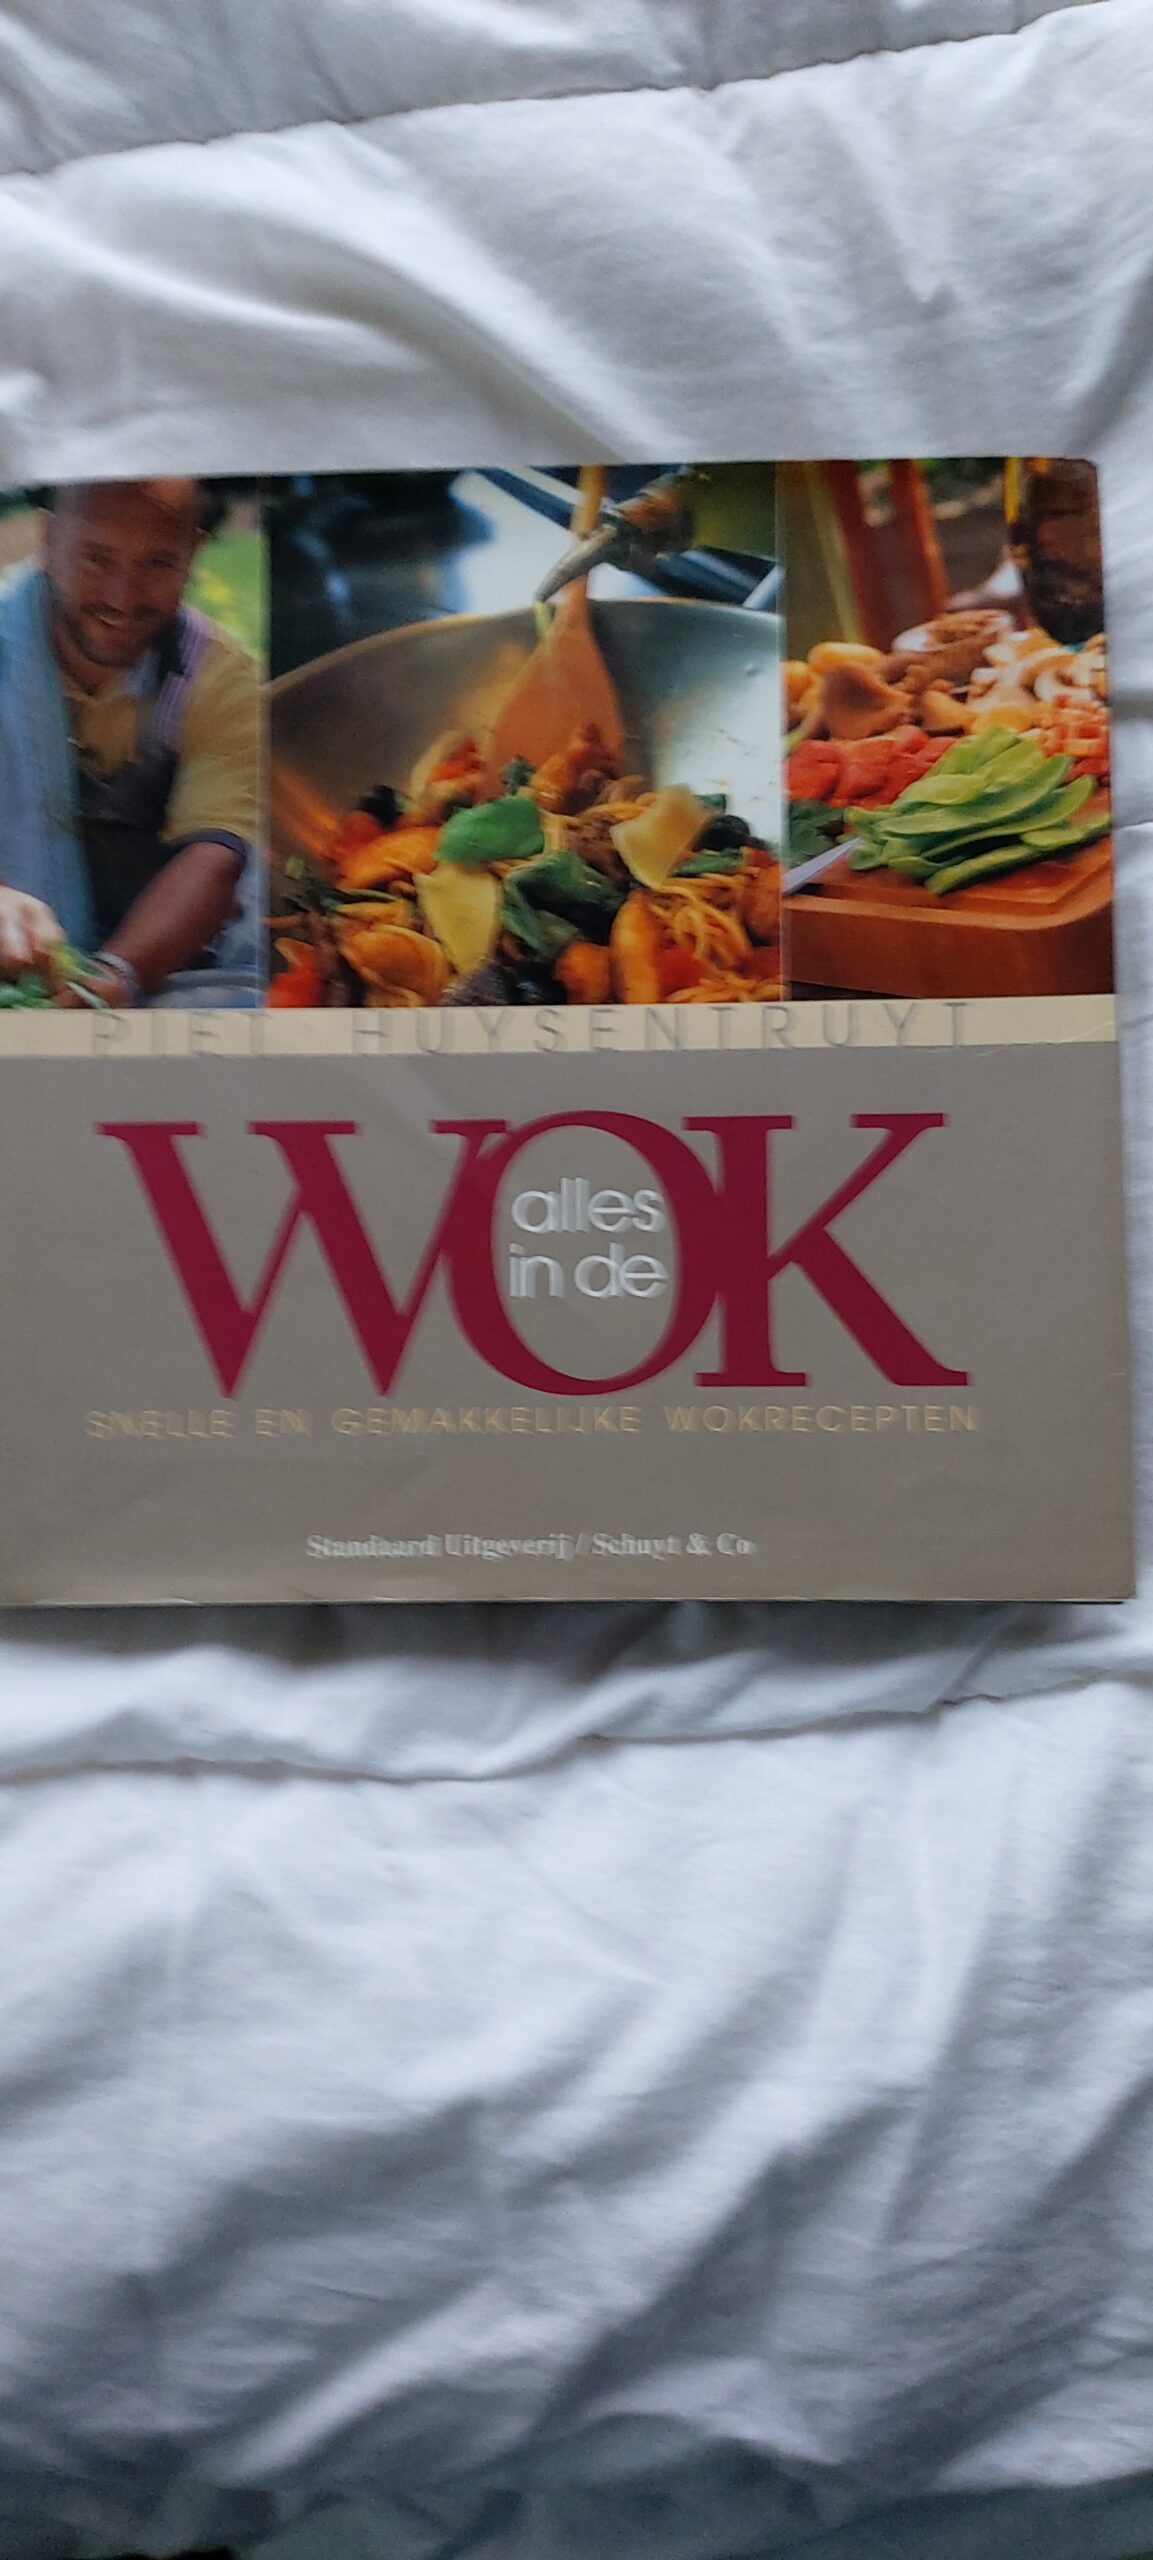 PIET HUYSENTRUYT
WOK
alles
in de
SNELLE EN GEMAKKELIJKE WOKRECEPTEN
Standaard Uitgeverij / Schuyt & Co